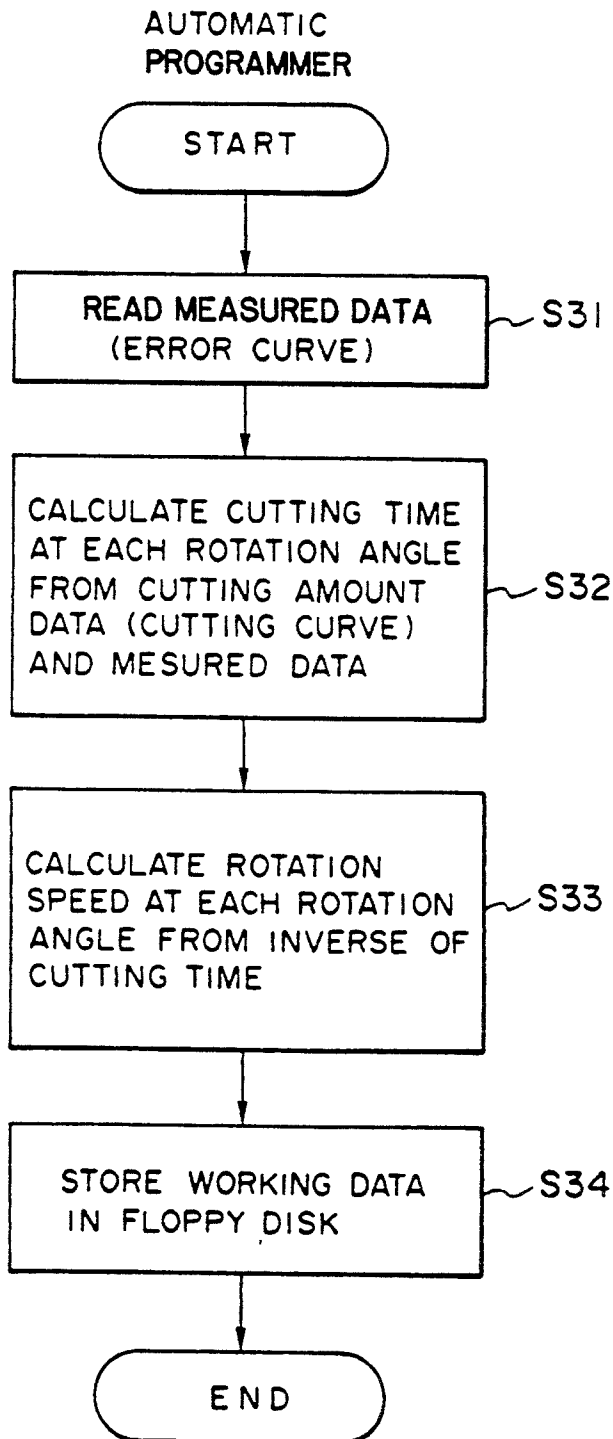 AUTOMATIC
PROGRAMMER
START
READ MEASURED DATA
(ERROR CURVE)
S31
CALCULATE CUTTING TIME
AT EACH ROTATION ANGLE
FROM CUTTING AMOUNT
DATA (CUTTING CURVE)
AND MESURED DATA
S32
CALCULATE ROTATION
SPEED AT EACH ROTATION
ANGLE FROM INVERSE OF
CUTTING TIME
S33
STORE WORKING DATA
IN FLOPPY DISK
S34
END